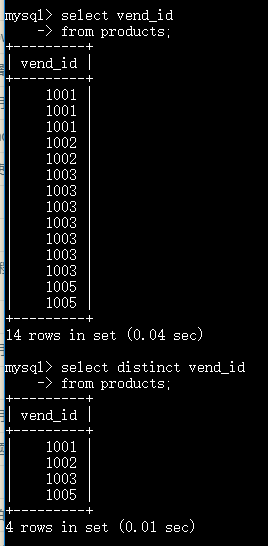 mysql> select vend_id
    -> from products;
+---------+
| vend_id |
+---------+
|    1001 |
|    1001 |
|    1001 |
|    1002 |
|    1002 |
|    1003 |
|    1003 |
|    1003 |
|    1003 |
|    1003 |
|    1003 |
|    1003 |
|    1005 |
|    1005 |
+---------+
14 rows in set (0.04 sec)

mysql> select distinct vend_id
    -> from products;
+---------+
| vend_id |
+---------+
|    1001 |
|    1002 |
|    1003 |
|    1005 |
+---------+
4 rows in set (0.01 sec)